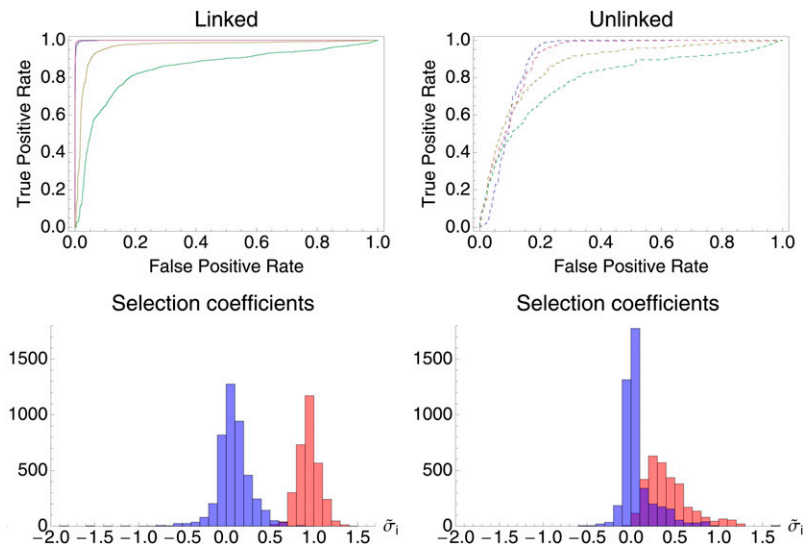 Linked
Unlinked
1.0
0.8
0.6
0.4
0.2
0.0
True Positive Rate
0.0 0.2 0.4 0.6 0.8 1.0
False Positive Rate
1.0
0.8
0.6
0.4
0.2
0.0
True Positive Rate
0.0 0.2 0.4 0.6 0.8 1.0
False Positive Rate
Selection coefficients
1500
1000
500
0
-2.0 -1.5 -1.0 -0.5 0.0 0.5 1.0 1.5 σ̃i
Selection coefficients
1500
1000
500
0
-2.0 -1.5 -1.0 -0.5 0.0 0.5 1.0 1.5 σ̃i